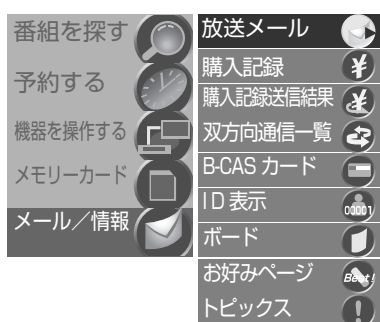 番組を探す
予約する
機器を操作する
メモリーカード
メール／情報
放送メール
購入記録
購入記録送信結果
双方向通信一覧
B-CAS カード
ID 表示
00001
ボード
お好みページ
Best!
トピックス